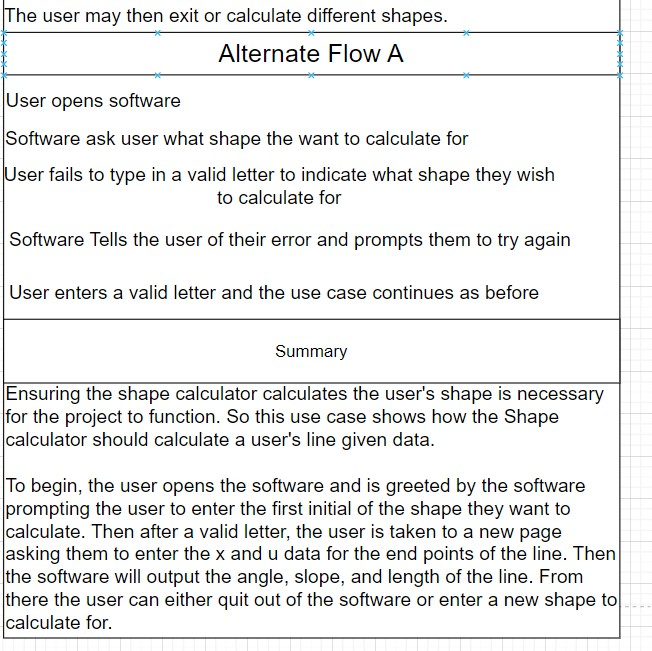 The user may then exit or calculate different shapes.
Alternate Flow A
User opens software
Software ask user what shape the want to calculate for
User fails to type in a valid letter to indicate what shape they wish
to calculate for
Software Tells the user of their error and prompts them to try again
User enters a valid letter and the use case continues as before
Summary
Ensuring the shape calculator calculates the user's shape is necessary
for the project to function. So this use case shows how the Shape
calculator should calculate a user's line given data.
To begin, the user opens the software and is greeted by the software
prompting the user to enter the first initial of the shape they want to
calculate. Then after a valid letter, the user is taken to a new page
asking them to enter the x and u data for the end points of the line. Then
the software will output the angle, slope, and length of the line. From
there the user can either quit out of the software or enter a new shape to
calculate for.